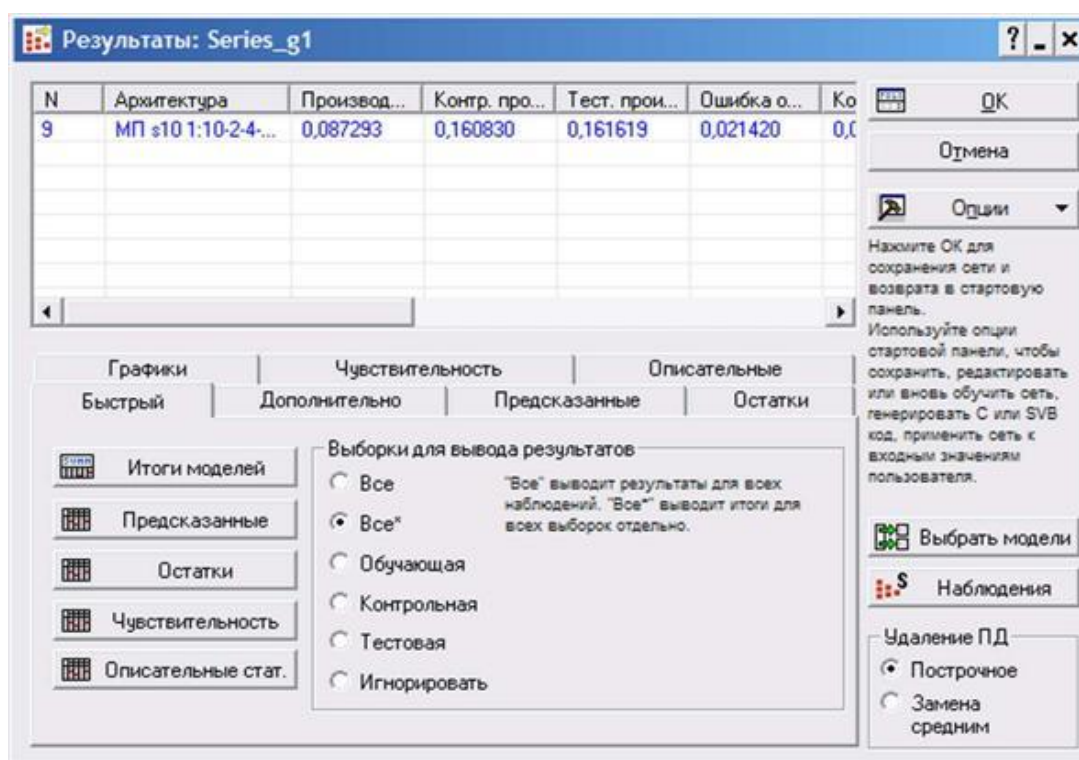 Результаты: Series_g1
N Архитектура Производ... Контр. про... Тест. прои... Ошибка о... Ко
9 МП s10 1:10-2-4-... 0,087293 0,160830 0,161619 0,021420 0,0
OK
Отмена
Опции
Нажмите ОК для
сохранения сети и
возврата в стартовую
панель.
Используйте опции
стартовой панели, чтобы
сохранить, редактировать
или вновь обучить сеть,
генерировать С или SVB
код, применить сеть к
входным значениям
пользователя.
Выбрать модели
Наблюдения
Удаление ПД
Построчное
Замена
средним
Графики Чувствительность Описательные
Быстрый Дополнительно Предсказанные Остатки
Итоги моделей
Предсказанные
Остатки
Чувствительность
Описательные стат.
Выборки для вывода результатов
Все
Все*
Обучающая
Контрольная
Тестовая
Игнорировать
"Все" выводит результаты для всех
наблюдений. "Все*" выводит итоги для
всех выборок отдельно.